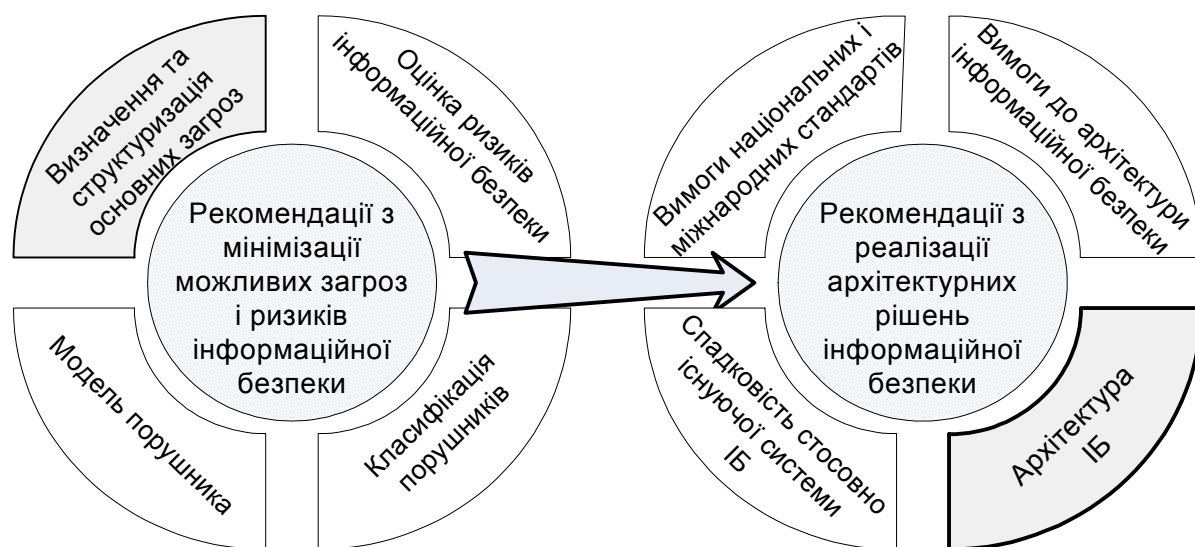 Визначення та
структуризація
основних загроз
Оцінка ризиків
інформаційної безпеки
Рекомендації з
мінімізації
можливих загроз
і ризиків
інформаційної
безпеки
Модель порушника
Класифікація
порушників
Вимоги національних і
міжнародних стандартів
Вимоги до архітектури
інформаційної безпеки
Рекомендації з
реалізації
архітектурних
рішень
інформаційної
безпеки
Спадковість стосовно
існуючої системи
ІБ
Архітектура
ІБ